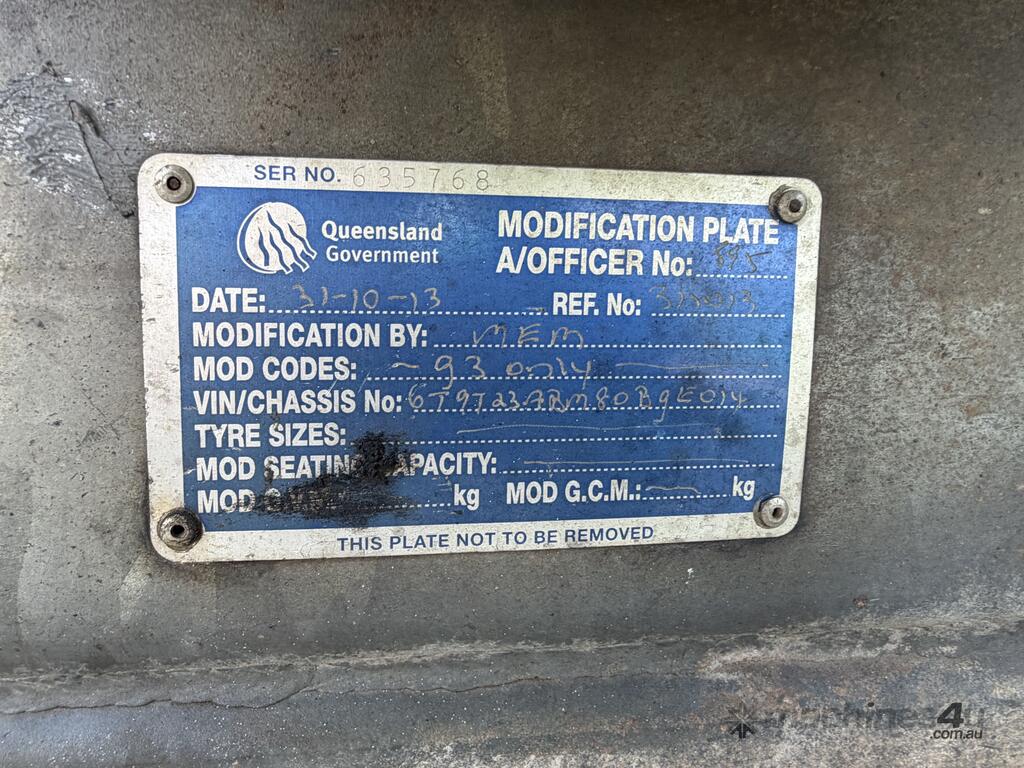 SER NO. 635768
Queensland Government
MODIFICATION PLATE
A/OFFICER No:
DATE: 31-10-13 REF. No:
MODIFICATION BY: MEM
MOD CODES: - g3 only
VIN/CHASSIS No:
TYRE SIZES:
MOD SEATING CAPACITY:
MOD kg MOD G.C.M.: kg
THIS PLATE NOT TO BE REMOVED
machines4u
.com.au